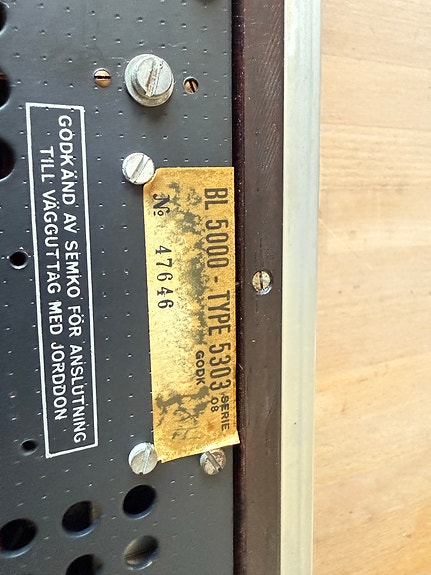 BL 5000 - TYPE 5303 SERIE 08
GODK
No 47646
GODKÄND AV SEMKO FÖR ANSLUTNING
TILL VÄGGUTTAG MED JORDDON